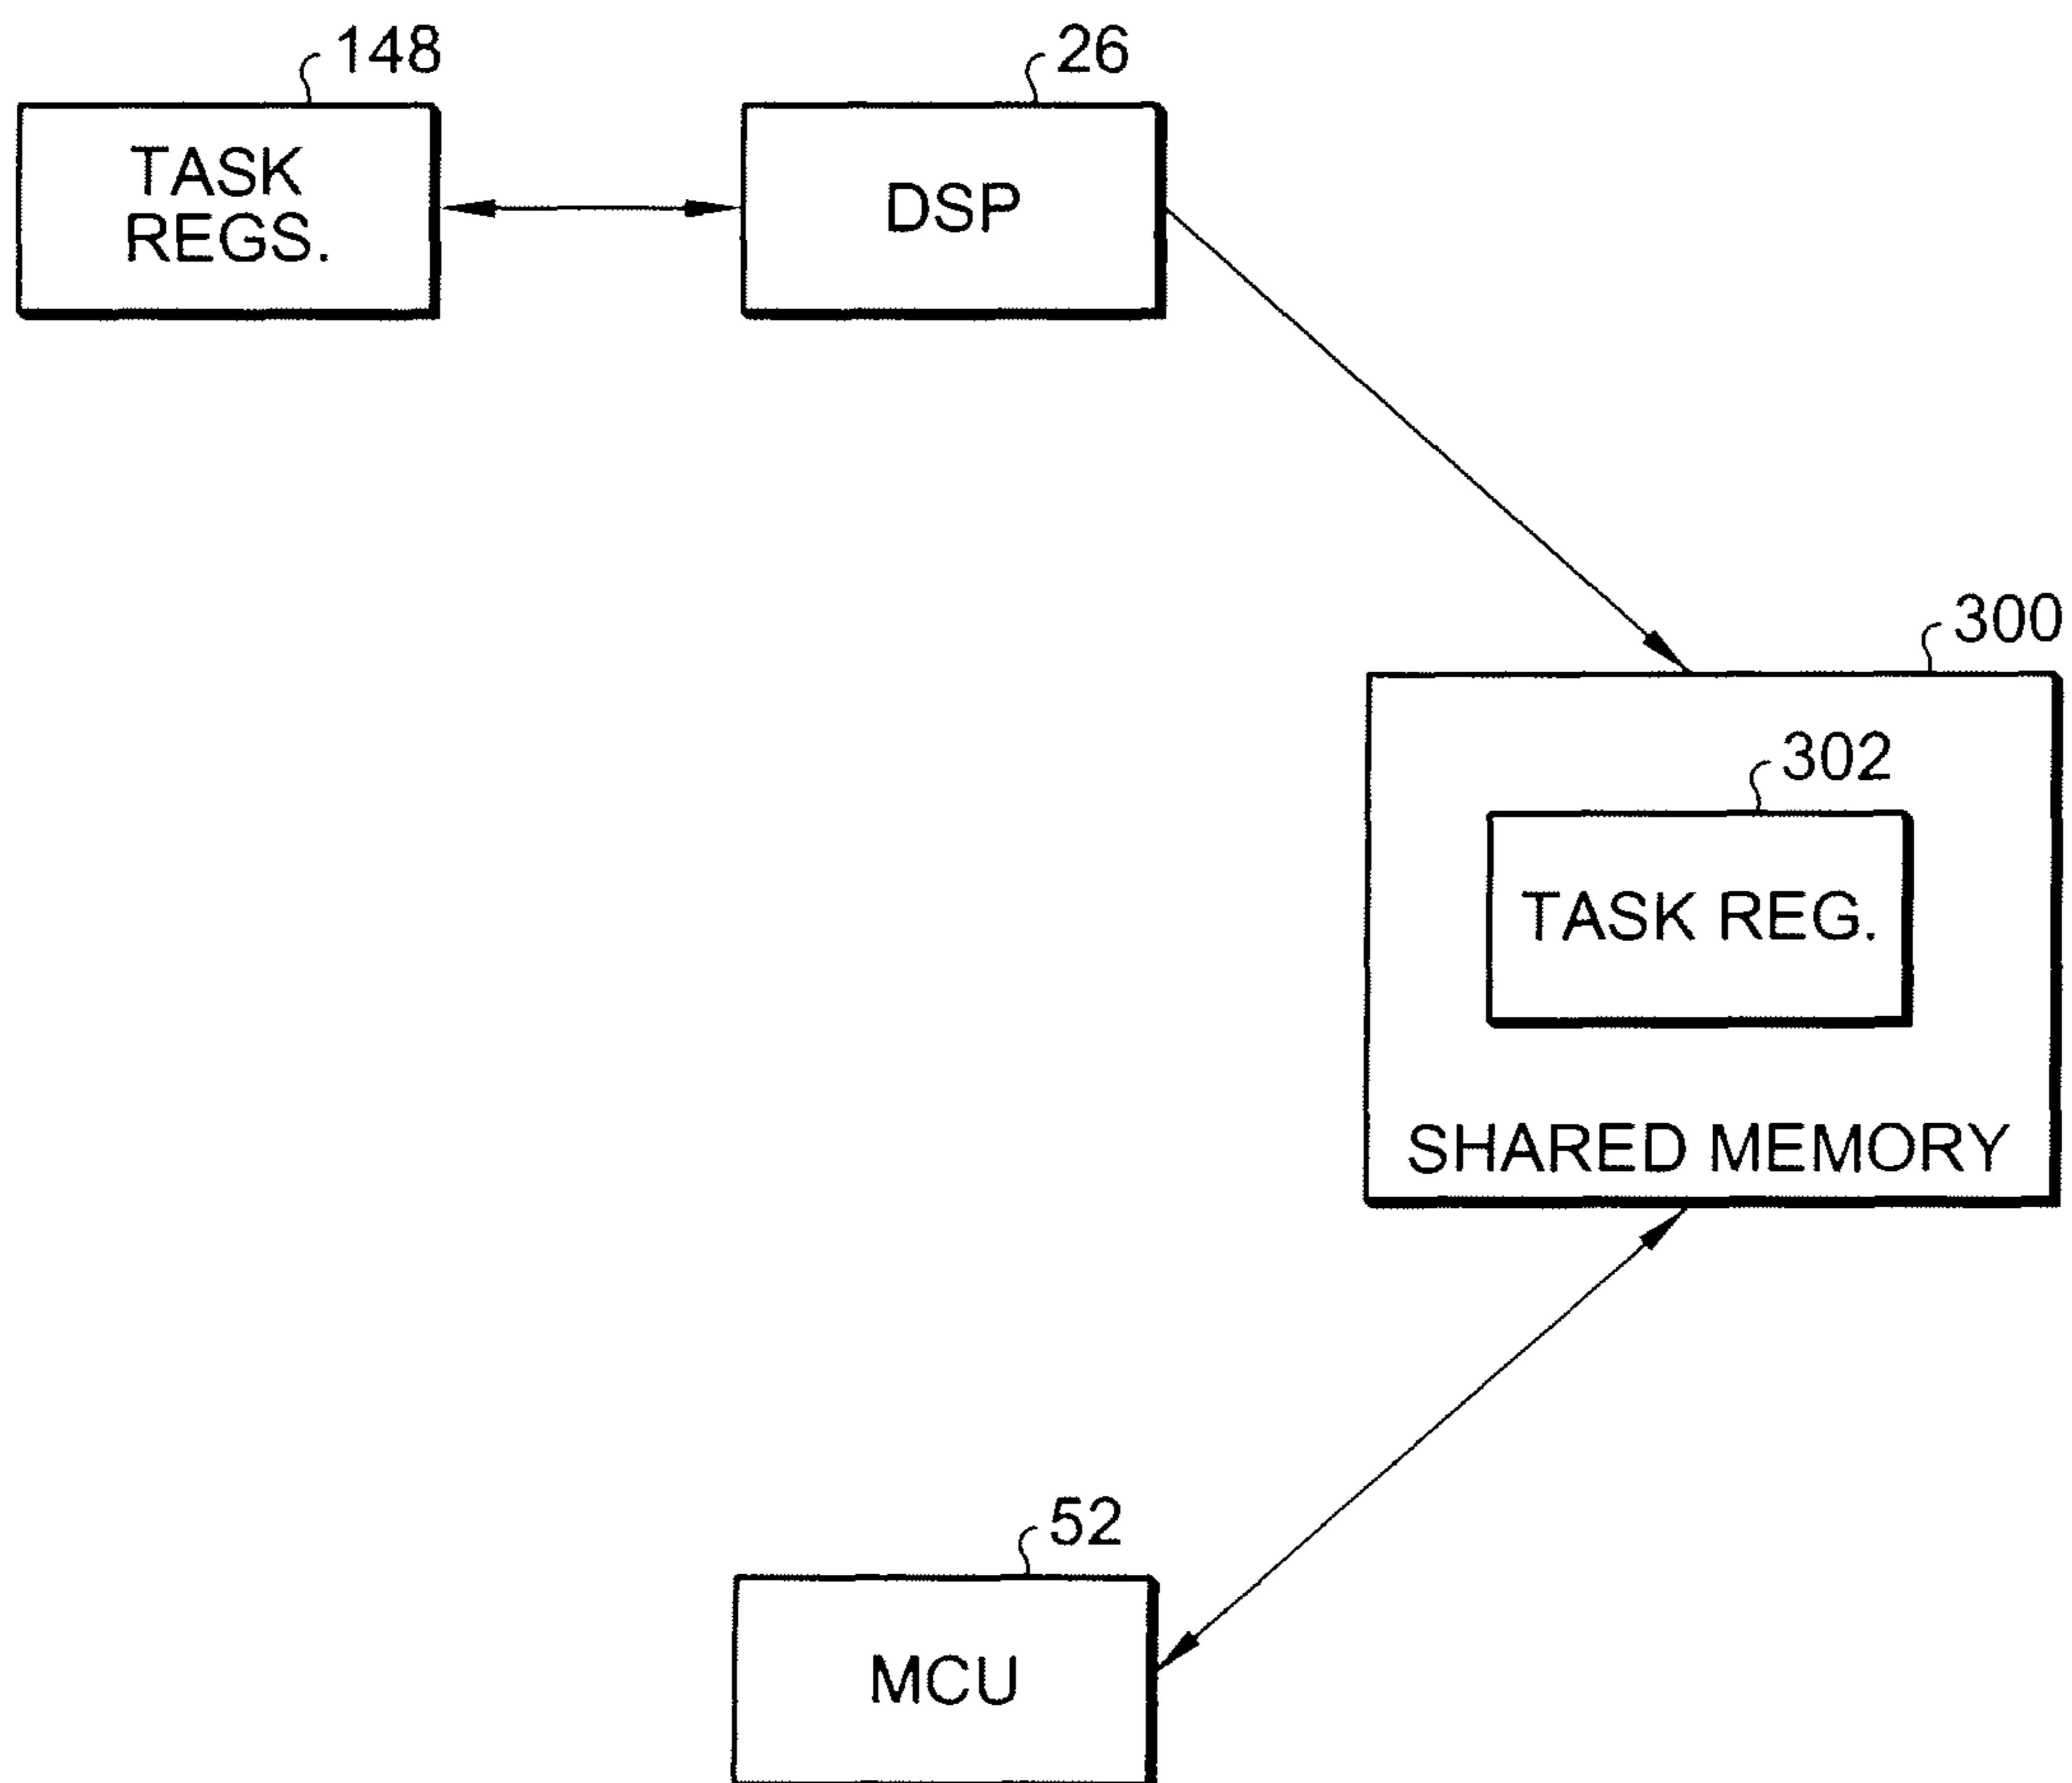 148
26
TASK
REGS.
DSP
300
302
TASK REG.
SHARED MEMORY
52
MCU